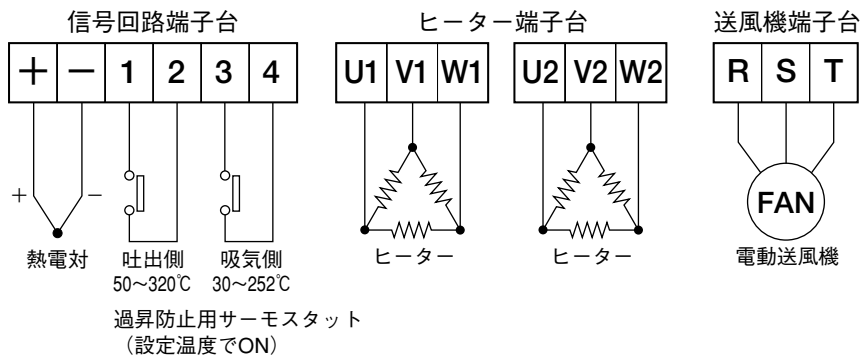 信号回路端子台
ヒーター端子台
送風機端子台
＋ － 1 2 3 4
U1 V1 W1
U2 V2 W2
R S T
＋ －
FAN
熱電対
吐出側
50～320℃
吸気側
30～252℃
ヒーター
ヒーター
電動送風機
過昇防止用サーモスタット
（設定温度でON）